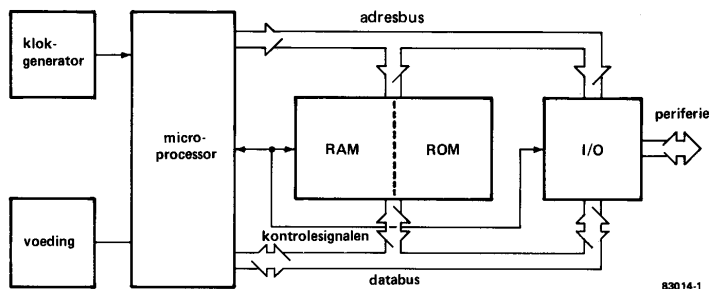 adresbus
klok-
generator
micro-
processor
RAM
ROM
I/O
periferie
voeding
kontrolesignalen
databus
83014-1